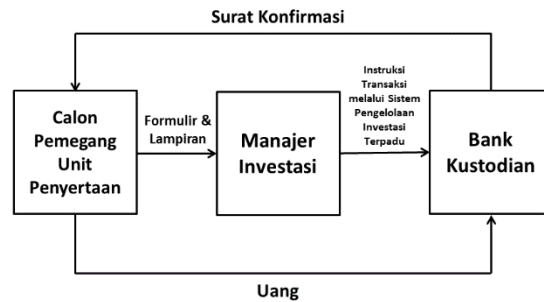 Surat Konfirmasi
Calon
Pemegang
Unit
Penyertaan
Formulir &
Lampiran
Manajer
Investasi
Instruksi
Transaksi
melalui Sistem
Pengelolaan
Investasi
Terpadu
Bank
Kustodian
Uang